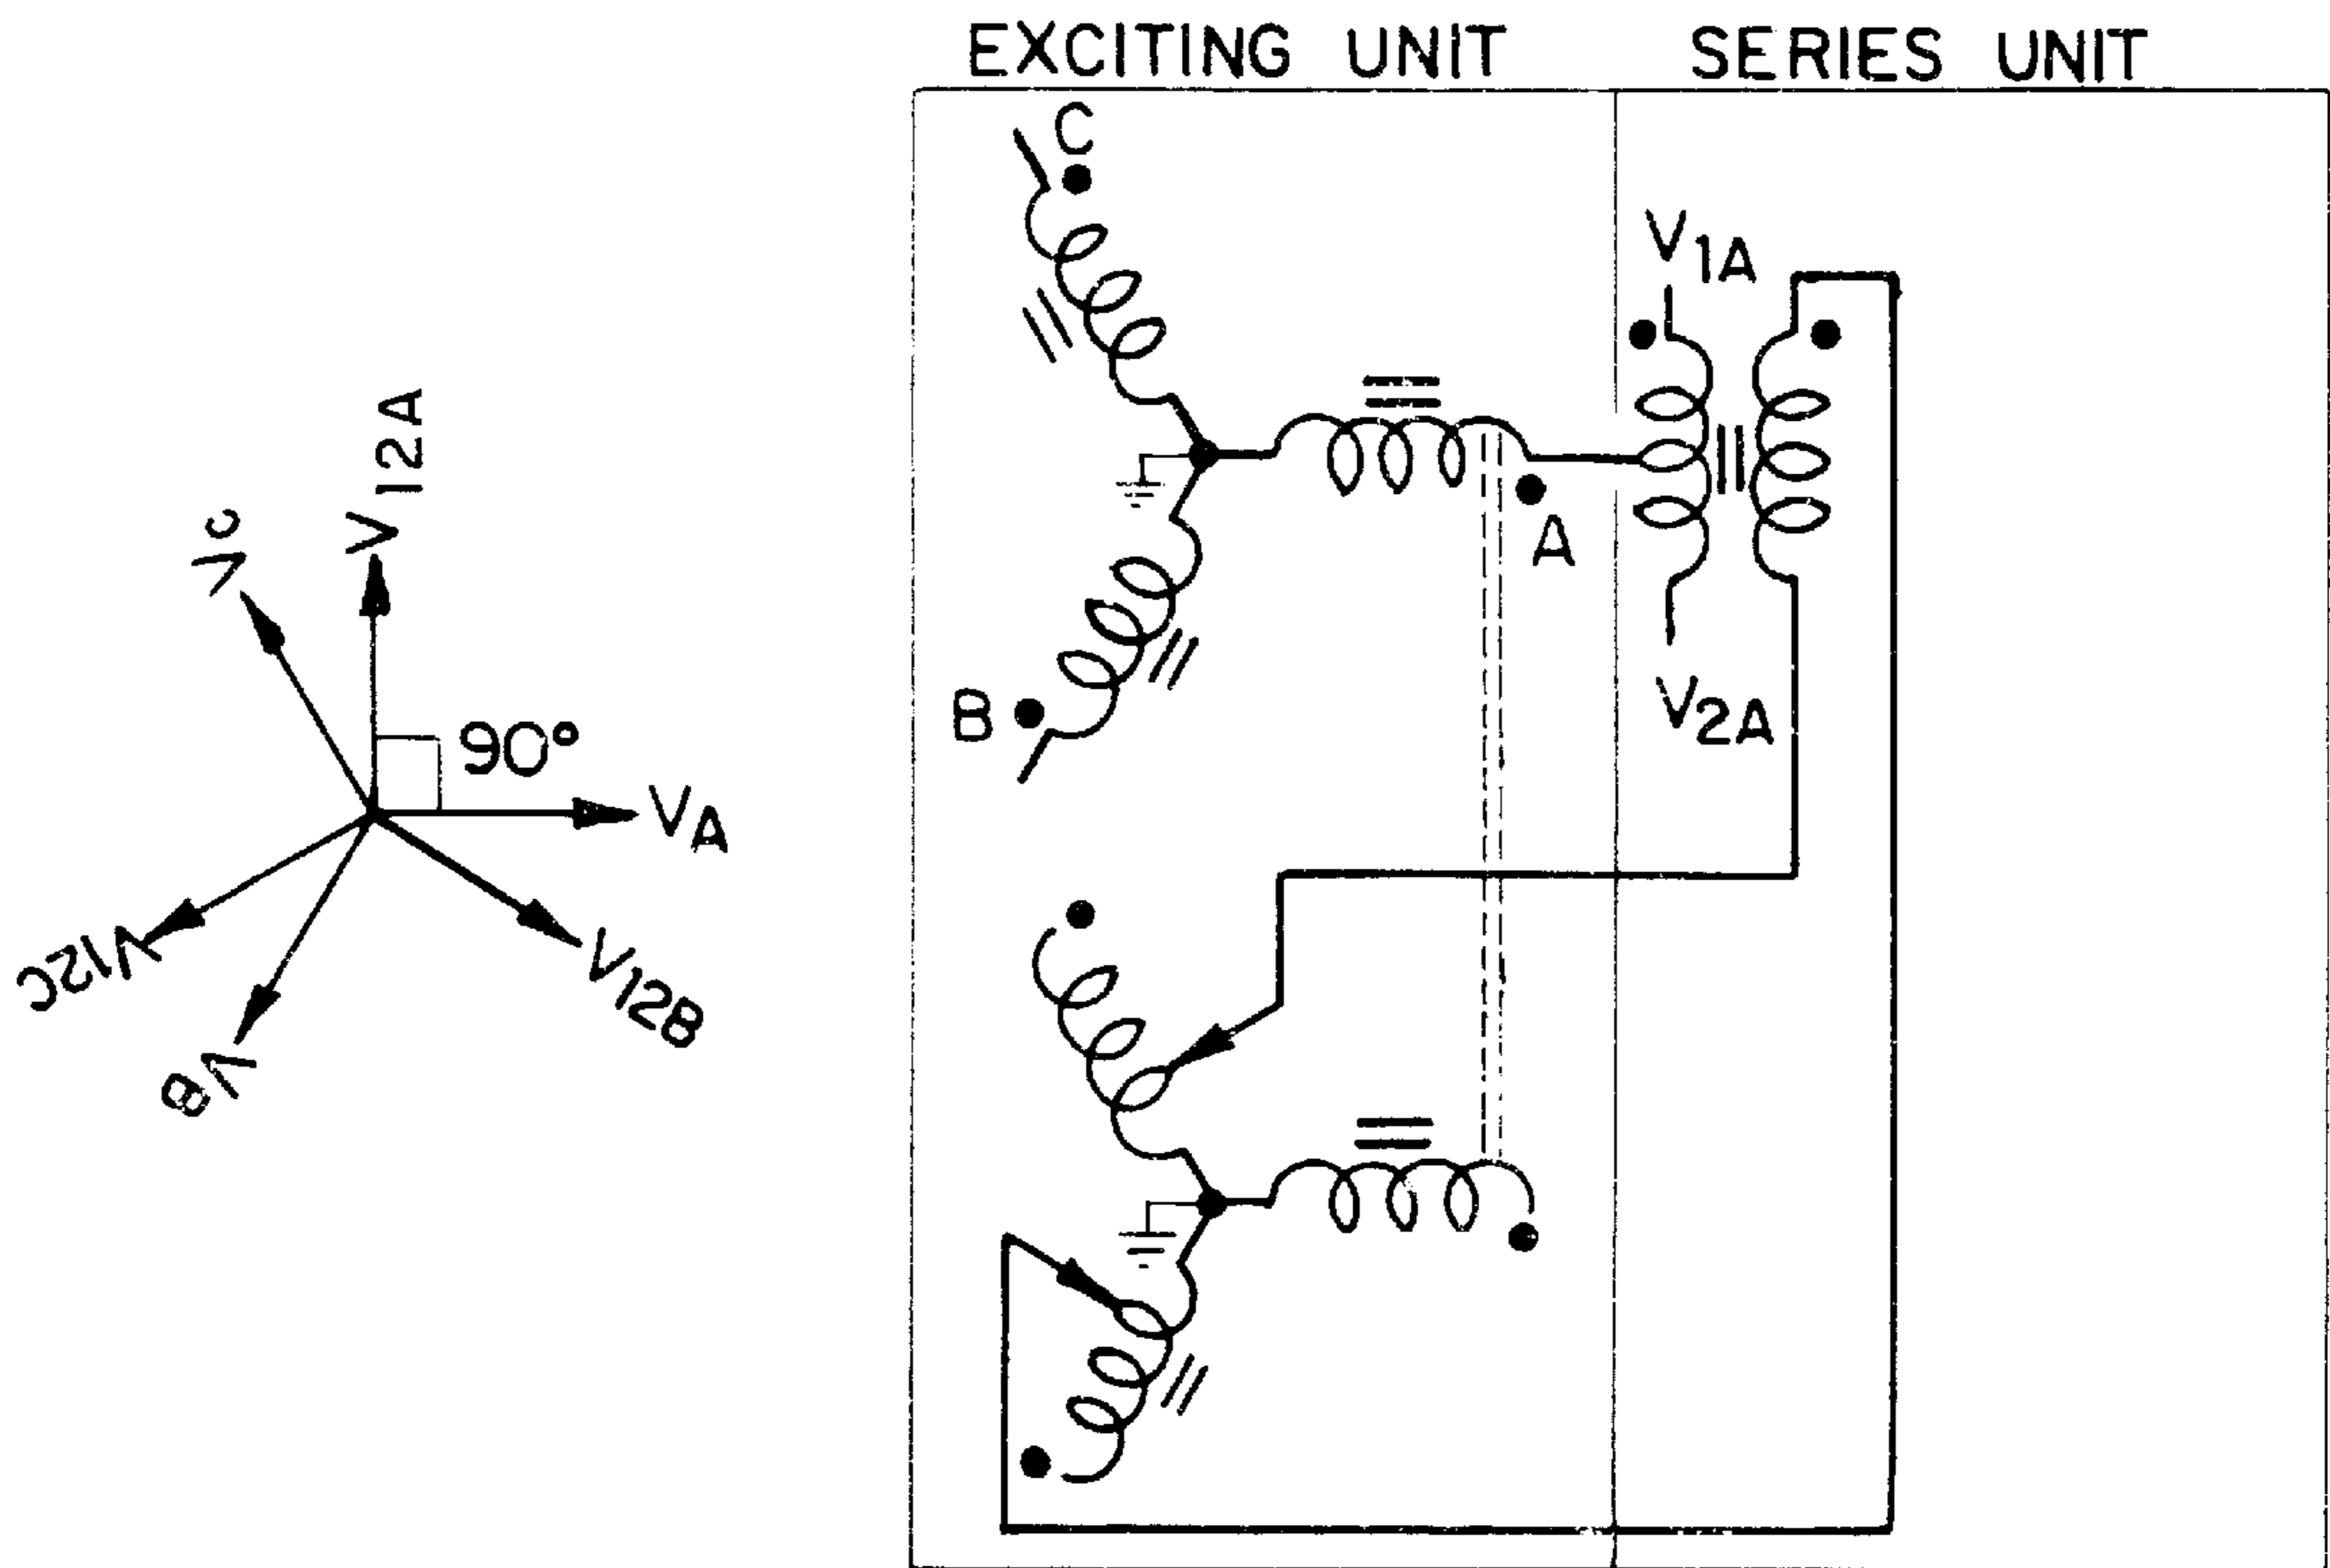 EXCITING UNIT
SERIES UNIT
C
V1A
V12A
VC
A
B
V2A
90°
VA
V12C
V12B
VB